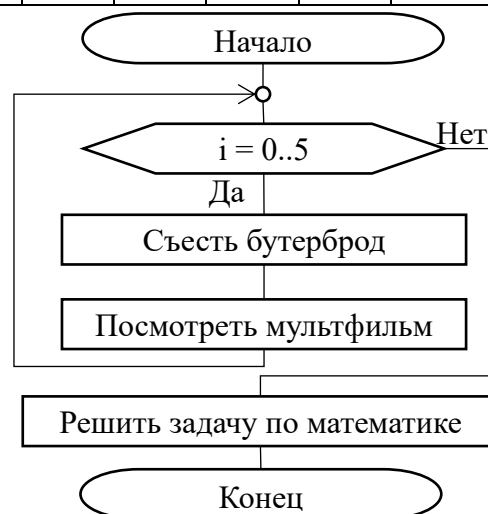 Начало
i = 0..5
Нет
Да
Съесть бутерброд
Посмотреть мультфильм
Решить задачу по математике
Конец